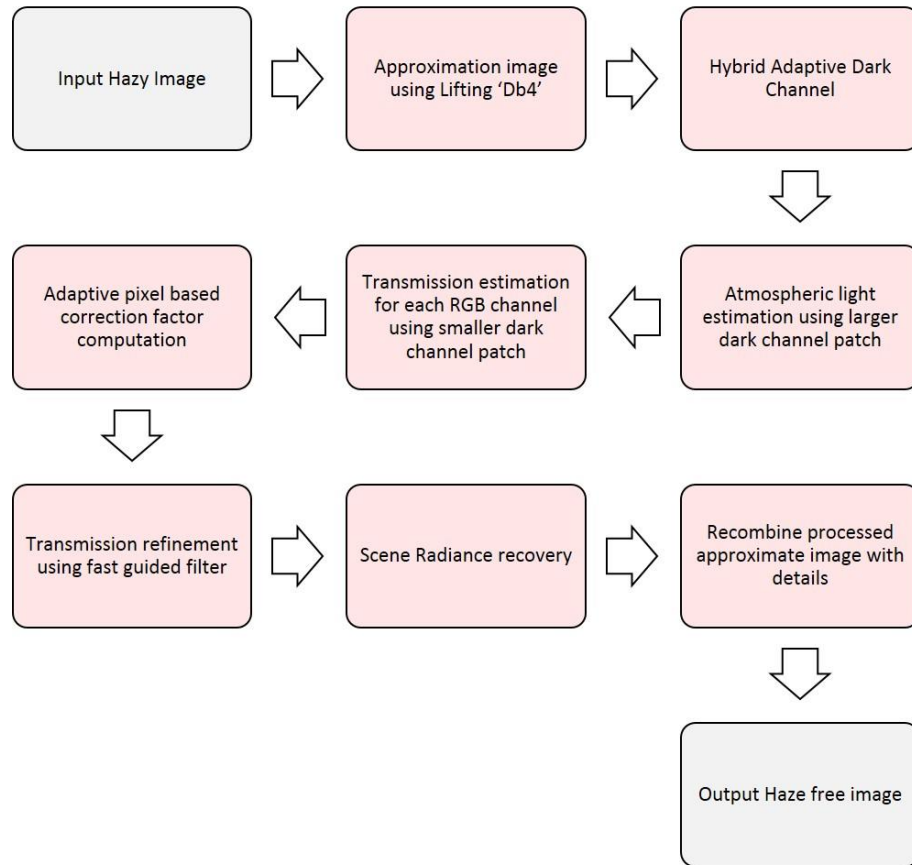 Input Hazy Image
Approximation image
using Lifting ‘Db4’
Hybrid Adaptive Dark
Channel
Atmospheric light
estimation using larger
dark channel patch
Transmission estimation
for each RGB channel
using smaller dark
channel patch
Adaptive pixel based
correction factor
computation
Transmission refinement
using fast guided filter
Scene Radiance recovery
Recombine processed
approximate image with
details
Output Haze free image